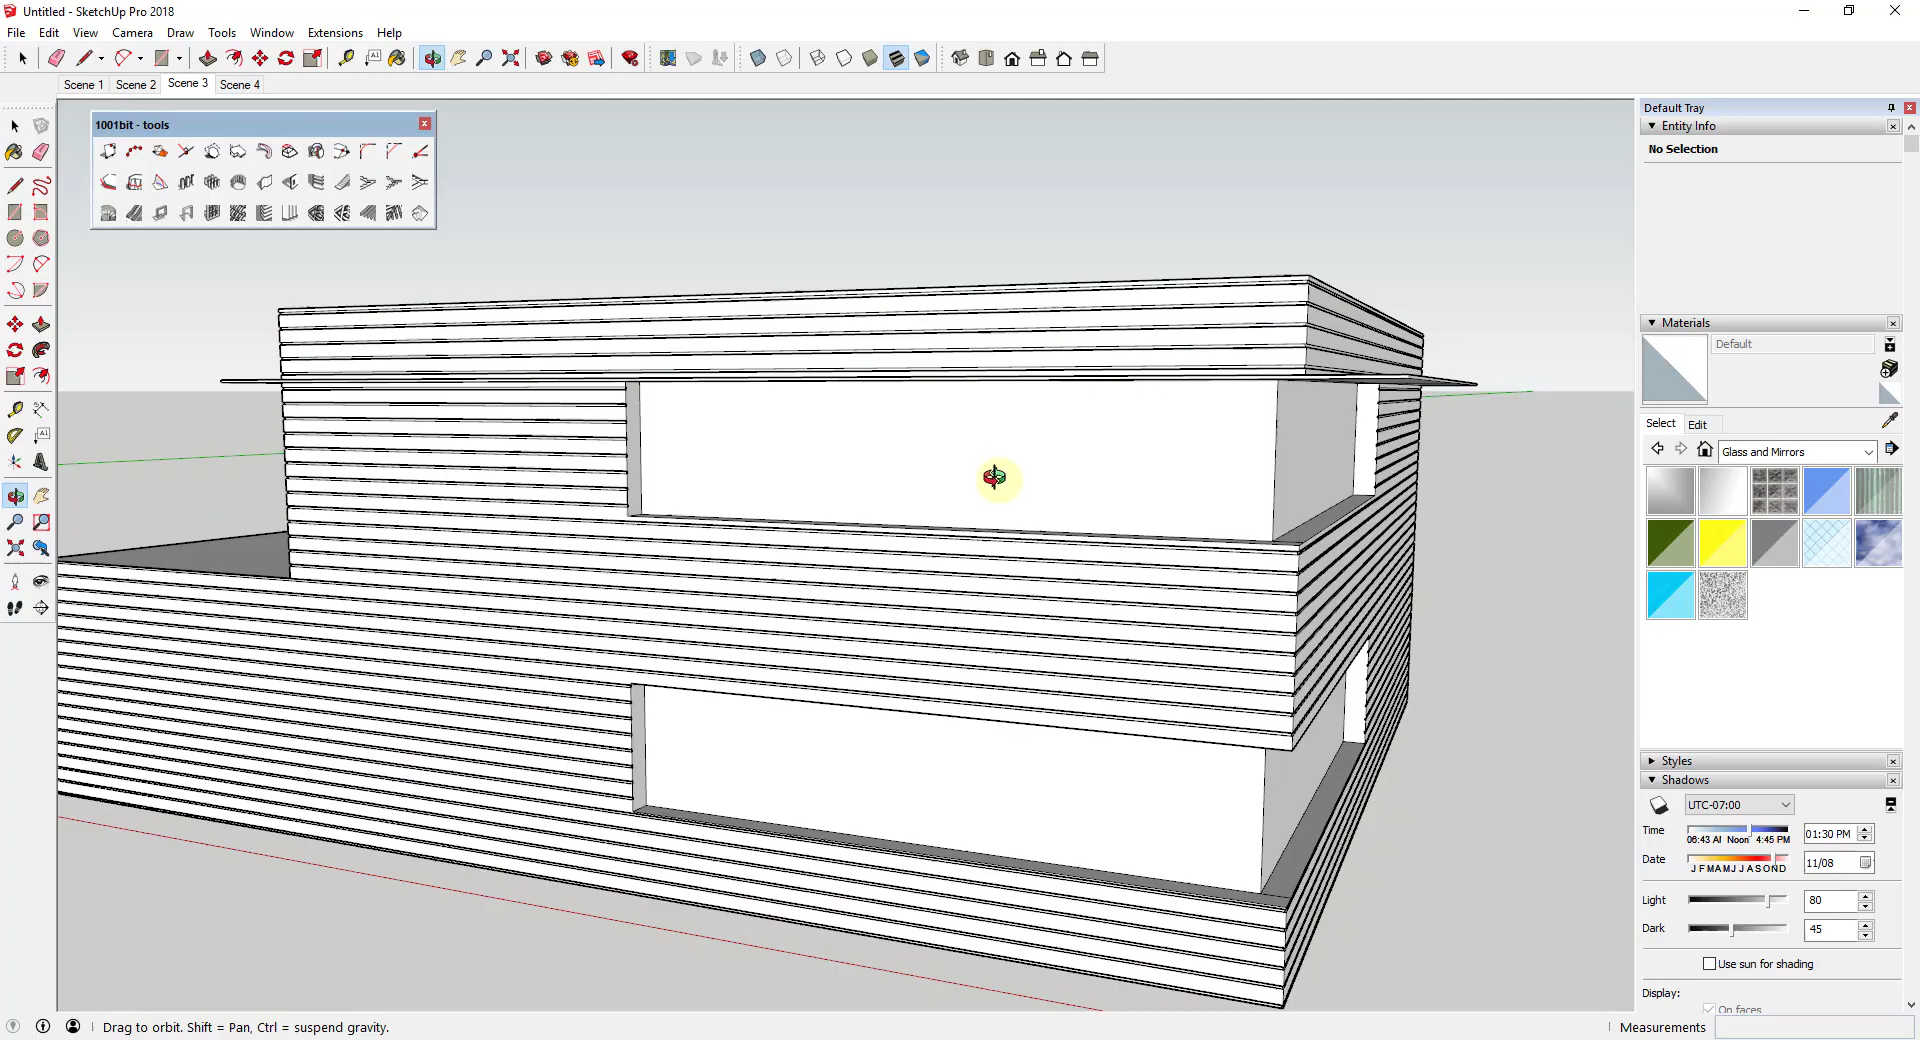 Untitled - SketchUp Pro 2018
File Edit View Camera Draw Tools Window Extensions Help
Scene 1 Scene 2 Scene 3 Scene 4
1001bit - tools
Default Tray
Entity Info
No Selection
Materials
Default
Select Edit
Glass and Mirrors
Styles
Shadows
UTC-07:00
Time
06:43 AI Noon 4:45 PM
01:30 PM
Date
J F M A M J J A S O N D
11/08
Light 80
Dark 45
Use sun for shading
Display:
On faces
Drag to orbit. Shift = Pan, Ctrl = suspend gravity.
Measurements